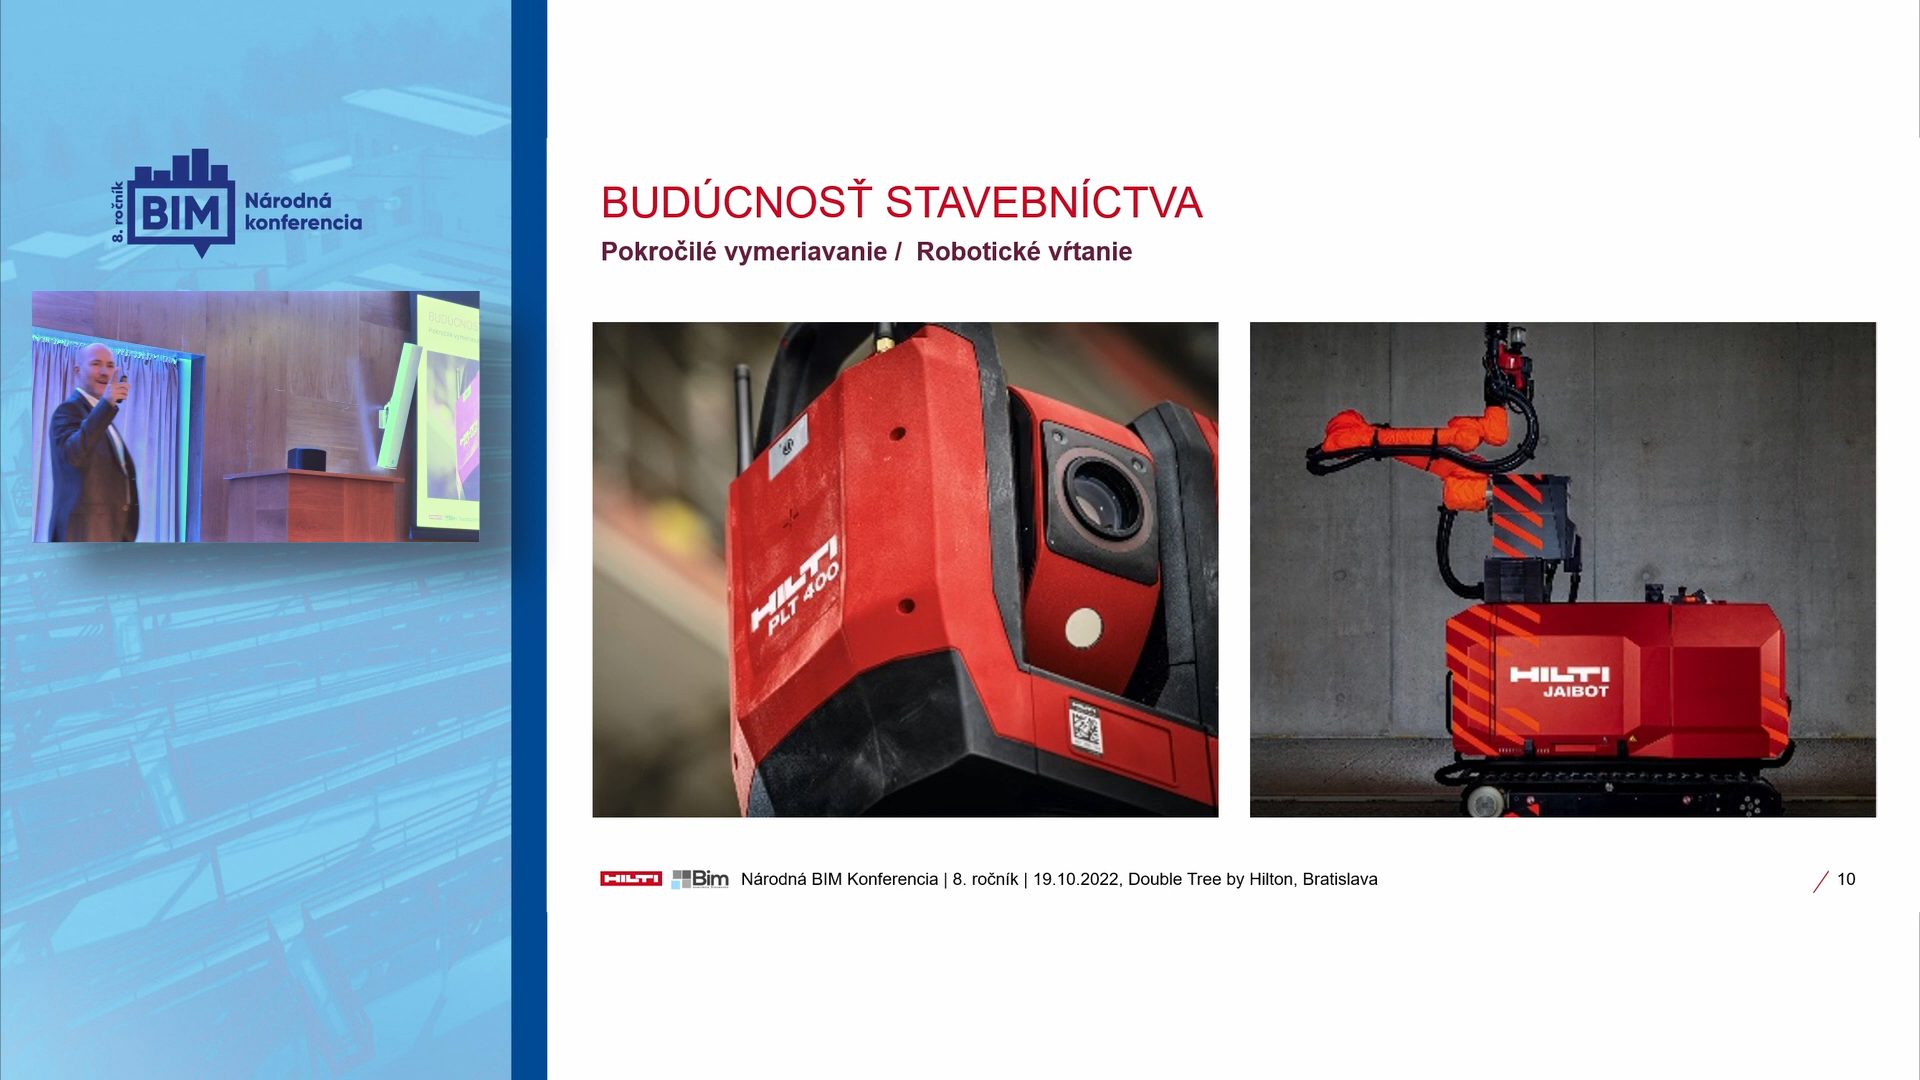 8. ročník
BIM
Národná
konferencia
BUDÚCNOSŤ STAVEBNÍCTVA
Pokročilé vymeriavanie / Robotické vŕtanie
HILTI
PLT 400
HILTI
JAIBOT
HILTI Bim Národná BIM Konferencia | 8. ročník | 19.10.2022, Double Tree by Hilton, Bratislava
10